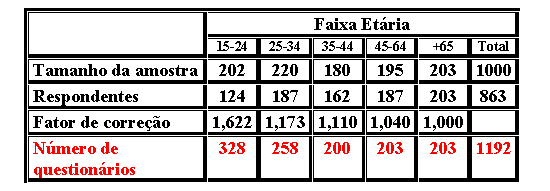 Faixa Etária
15-24 25-34 35-44 45-64 +65 Total
Tamanho da amostra 202 220 180 195 203 1000
Respondentes 124 187 162 187 203 863
Fator de correção 1,622 1,173 1,110 1,040 1,000
Número de questionários 328 258 200 203 203 1192